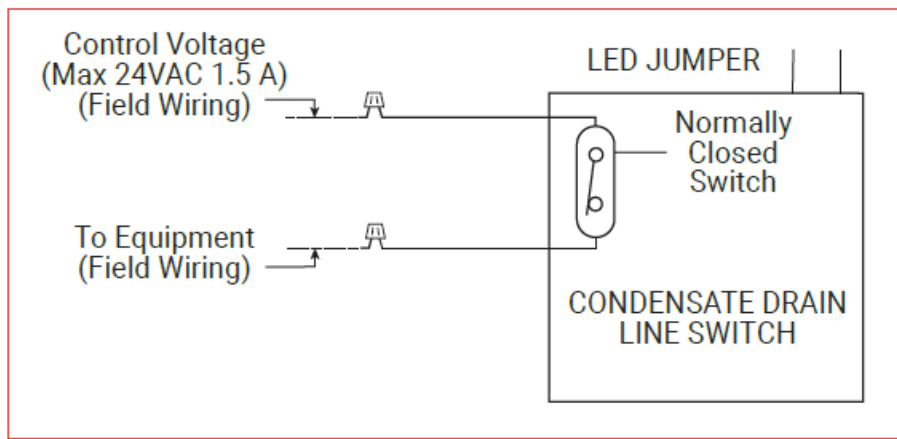 Control Voltage
(Max 24VAC 1.5 A)
(Field Wiring)
LED JUMPER
Normally
Closed
Switch
To Equipment
(Field Wiring)
CONDENSATE DRAIN
LINE SWITCH